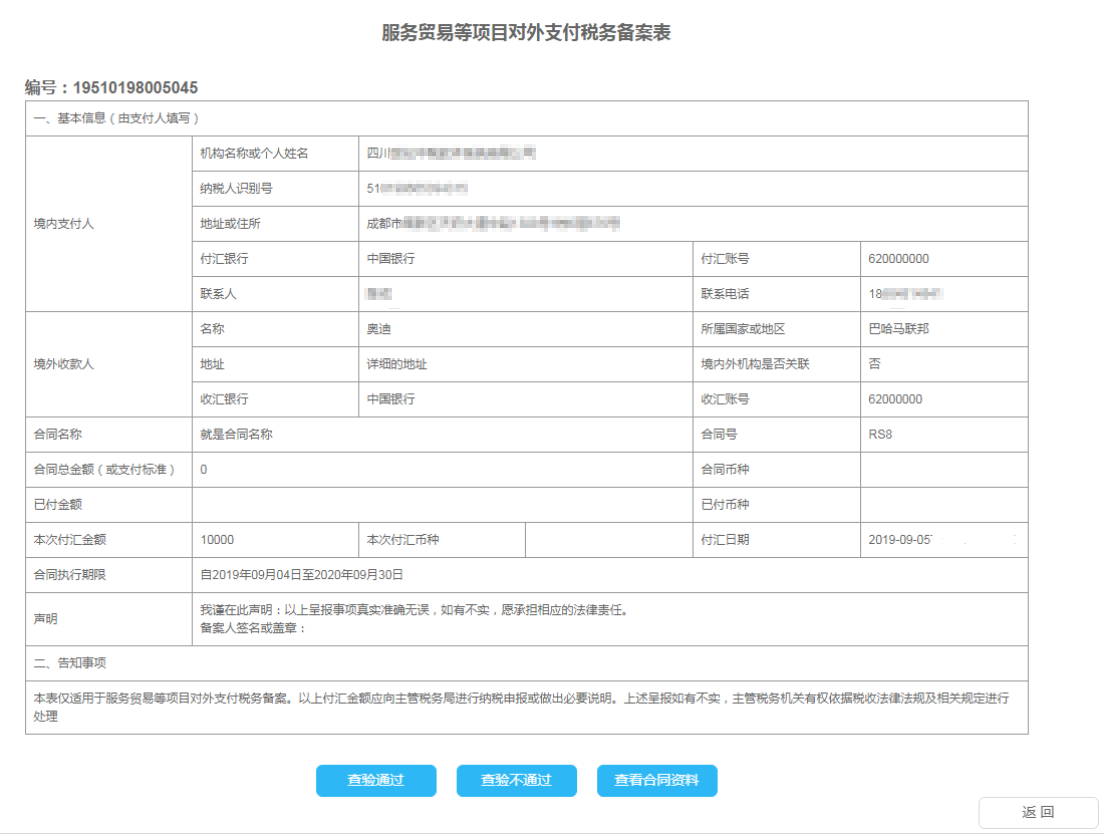 服务贸易等项目对外支付税务备案表
编号：19510198005045
一、基本信息（由支付人填写）
境内支付人
机构名称或个人姓名 四川
纳税人识别号 510
地址或住所 成都市
付汇银行 中国银行 付汇账号 620000000
联系人 联系电话 18
境外收款人
名称 奥迪 所属国家或地区 巴哈马联邦
地址 详细的地址 境内外机构是否关联 否
收汇银行 中国银行 收汇账号 62000000
合同名称 就是合同名称 合同号 RS8
合同总金额（或支付标准） 0 合同币种
已付金额 已付币种
本次付汇金额 10000 本次付汇币种 付汇日期 2019-09-05
合同执行期限 自2019年09月04日至2020年09月30日
声明
我谨在此声明：以上呈报事项真实准确无误，如有不实，愿承担相应的法律责任。
备案人签名或盖章：
二、告知事项
本表仅适用于服务贸易等项目对外支付税务备案。以上付汇金额应向主管税务局进行纳税申报或做出必要说明。上述呈报如有不实，主管税务机关有权依据税收法律法规及相关规定进行
处理
查验通过 查验不通过 查看合同资料
返 回